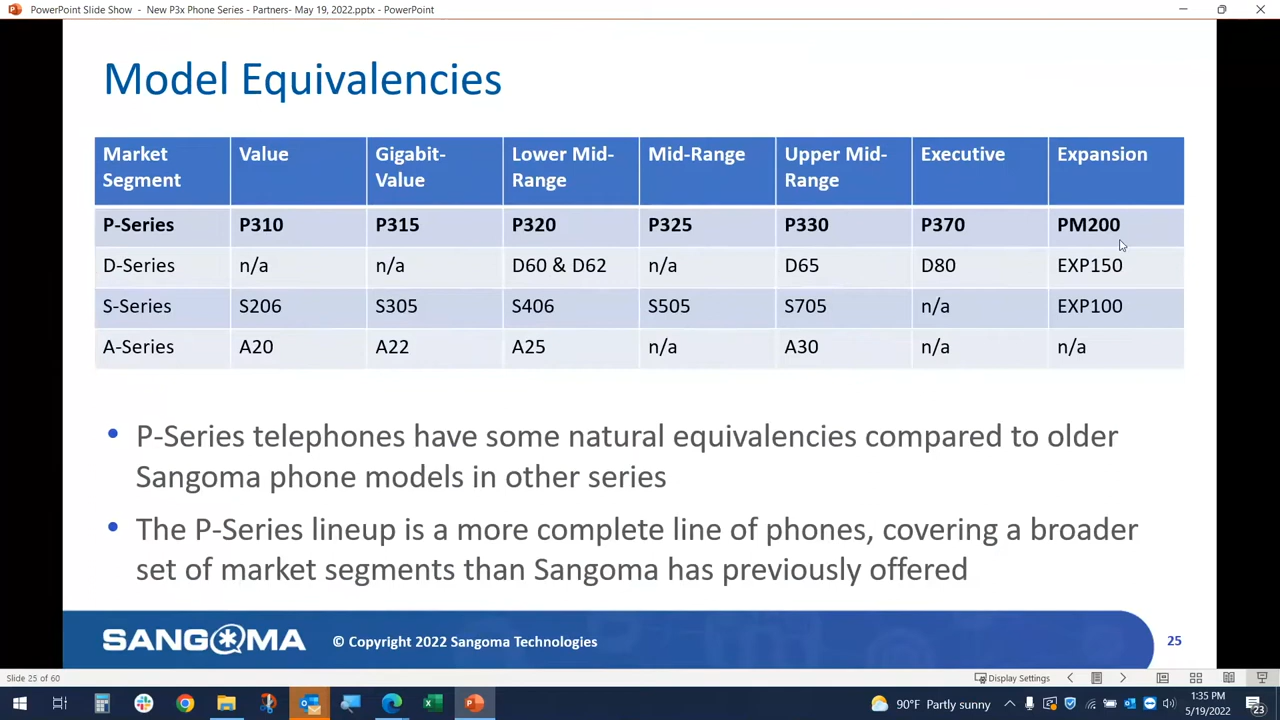 PowerPoint Slide Show - New P3x Phone Series - Partners- May 19, 2022.pptx - PowerPoint
Model Equivalencies
Market Segment Value Gigabit-Value Lower Mid-Range Mid-Range Upper Mid-Range Executive Expansion
P-Series P310 P315 P320 P325 P330 P370 PM200
D-Series n/a n/a D60 & D62 n/a D65 D80 EXP150
S-Series S206 S305 S406 S505 S705 n/a EXP100
A-Series A20 A22 A25 n/a A30 n/a n/a
• P-Series telephones have some natural equivalencies compared to older
Sangoma phone models in other series
• The P-Series lineup is a more complete line of phones, covering a broader
set of market segments than Sangoma has previously offered
SANGOMA © Copyright 2022 Sangoma Technologies 25
Slide 25 of 60 Display Settings
90°F Partly sunny 1:35 PM
5/19/2022 23